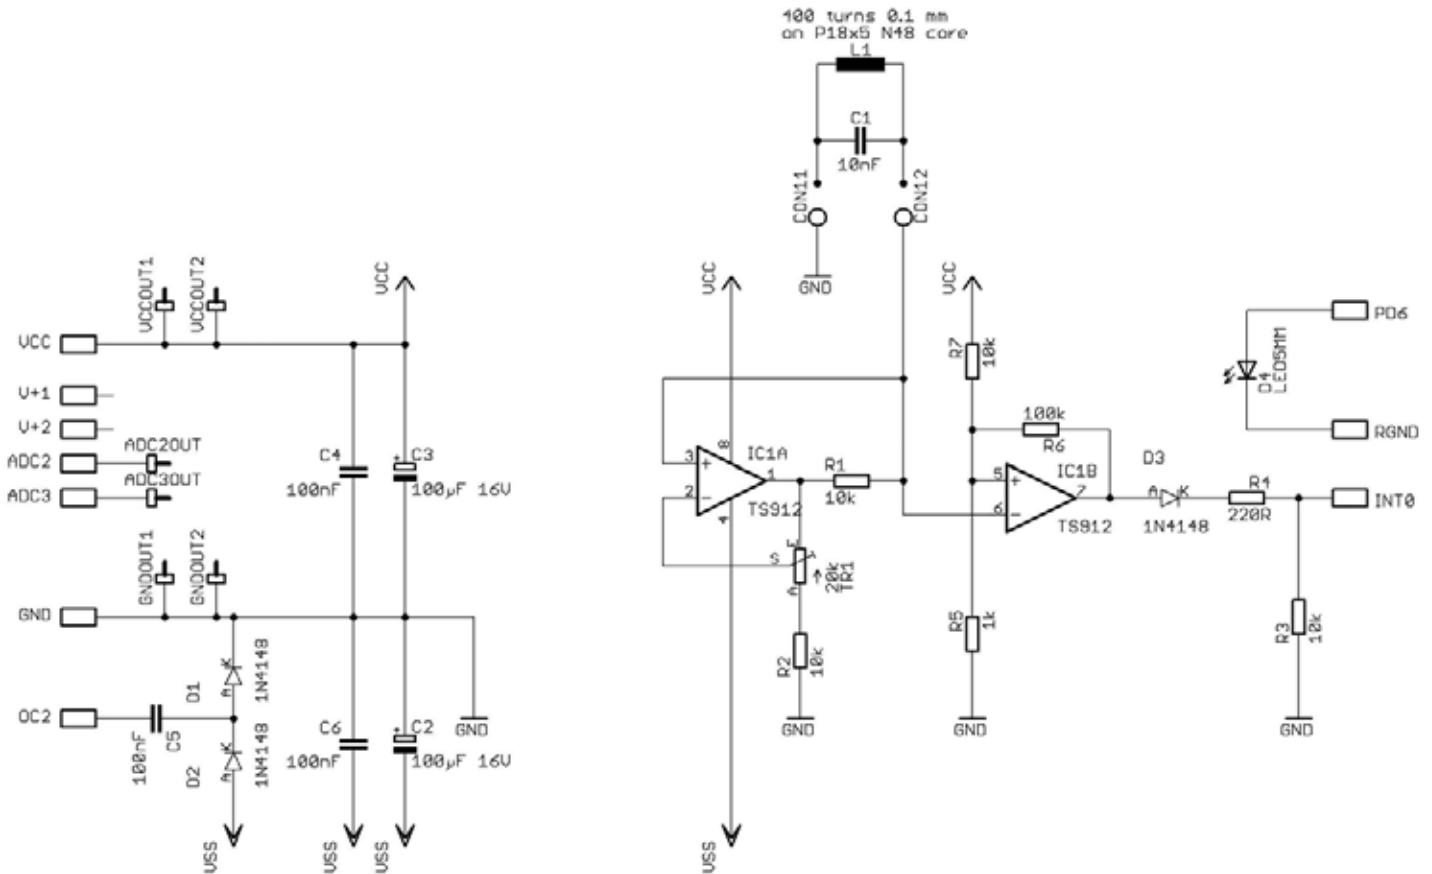 400 turns 0.1 mm
on P18x5 N48 core
L1
C1
10nF
CON11
CON12
GND
VCCOUT1
VCCOUT2
VCC
VCC
V+1
V+2
ADC2
ADC2OUT
ADC3
ADC3OUT
C4
100nF
C3
+
100µF 16V
GNDOUT1
GNDOUT2
GND
D1
A
K
1N4148
OC2
100nF
C5
D2
A
K
1N4148
C6
100nF
C2
+
100µF 16V
GND
VSS
VSS
VSS
VCC
8
IC1A
3
+
2
-
1
4
TS912
R1
10k
S
E
A
A
20k
TR1
R2
10k
GND
VSS
VCC
R7
10k
100k
R6
IC1B
5
+
6
-
7
TS912
R5
1k
GND
D3
A
K
1N4148
R4
220R
R3
10k
GND
D4
LED5MM
PD6
RGND
INT0